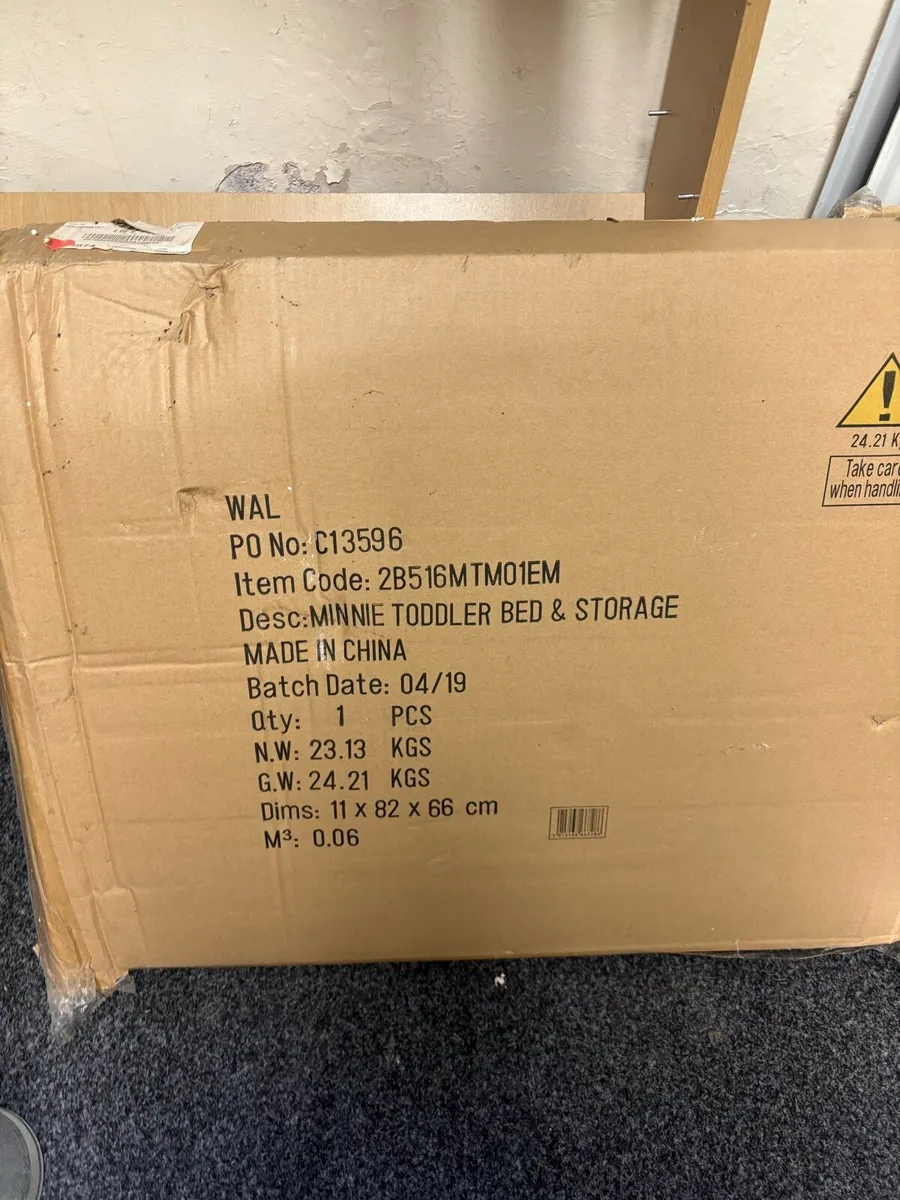 24.21 K
Take care
when handli
WAL
PO No: C13596
Item Code: 2B516MTM01EM
Desc:MINNIE TODDLER BED & STORAGE
MADE IN CHINA
Batch Date: 04/19
Qty: 1 PCS
N.W: 23.13 KGS
G.W: 24.21 KGS
Dims: 11 x 82 x 66 cm
M³: 0.06